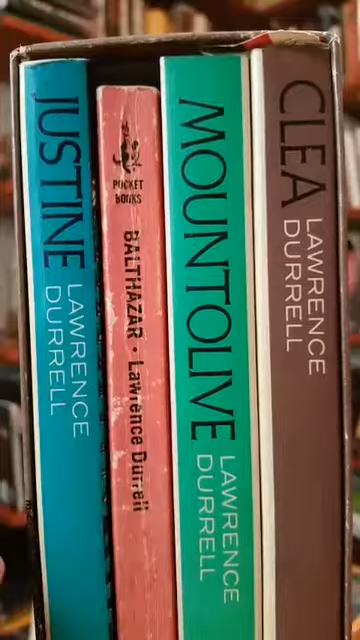 JUSTINE
LAWRENCE
DURRELL
POCKET
BOOKS
BALTHAZAR • Lawrence Durrell
MOUNTOLIVE
LAWRENCE
DURRELL
CLEA
LAWRENCE
DURRELL